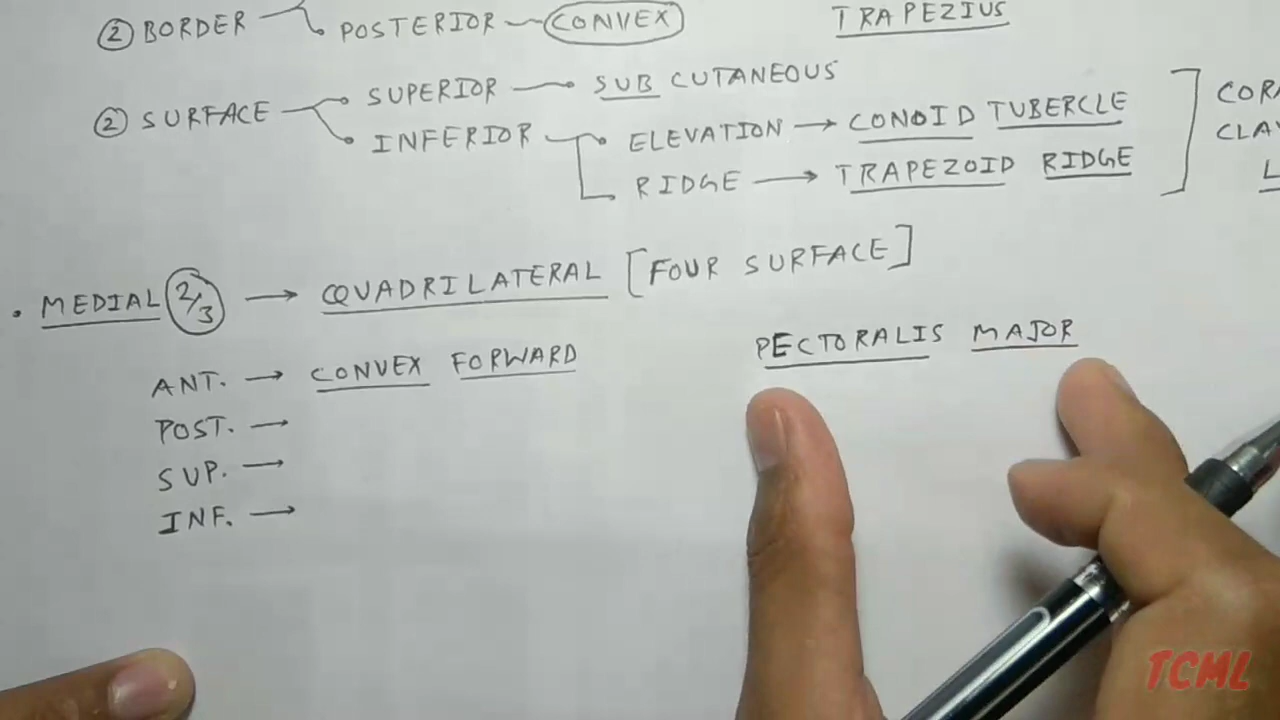 ② BORDER POSTERIOR CONVEX TRAPEZIUS
② SURFACE SUPERIOR SUB CUTANEOUS
INFERIOR ELEVATION → CONOID TUBERCLE
RIDGE → TRAPEZOID RIDGE
. MEDIAL 2/3 → QUADRILATERAL [FOUR SURFACE]
ANT. → CONVEX FORWARD PECTORALIS MAJOR
POST. →
SUP. →
INF. →
TCML